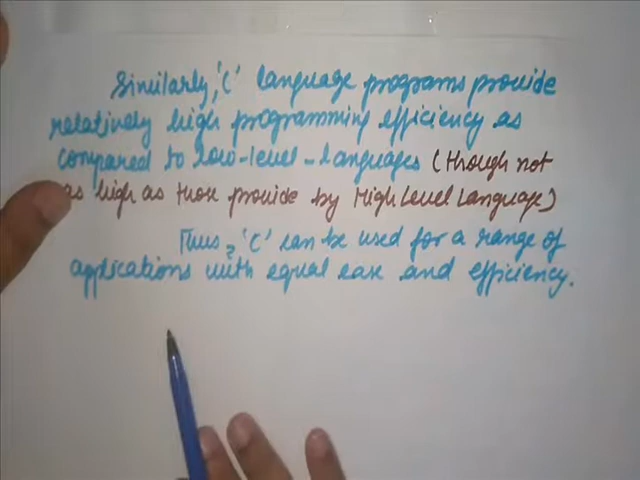 Similarly, 'C' language programs provide
relatively high programming efficiency as
compared to low-level-languages (though not
as high as those provide by High Level Language)
Thus, 'C' can be used for a range of
applications with equal ease and efficiency.